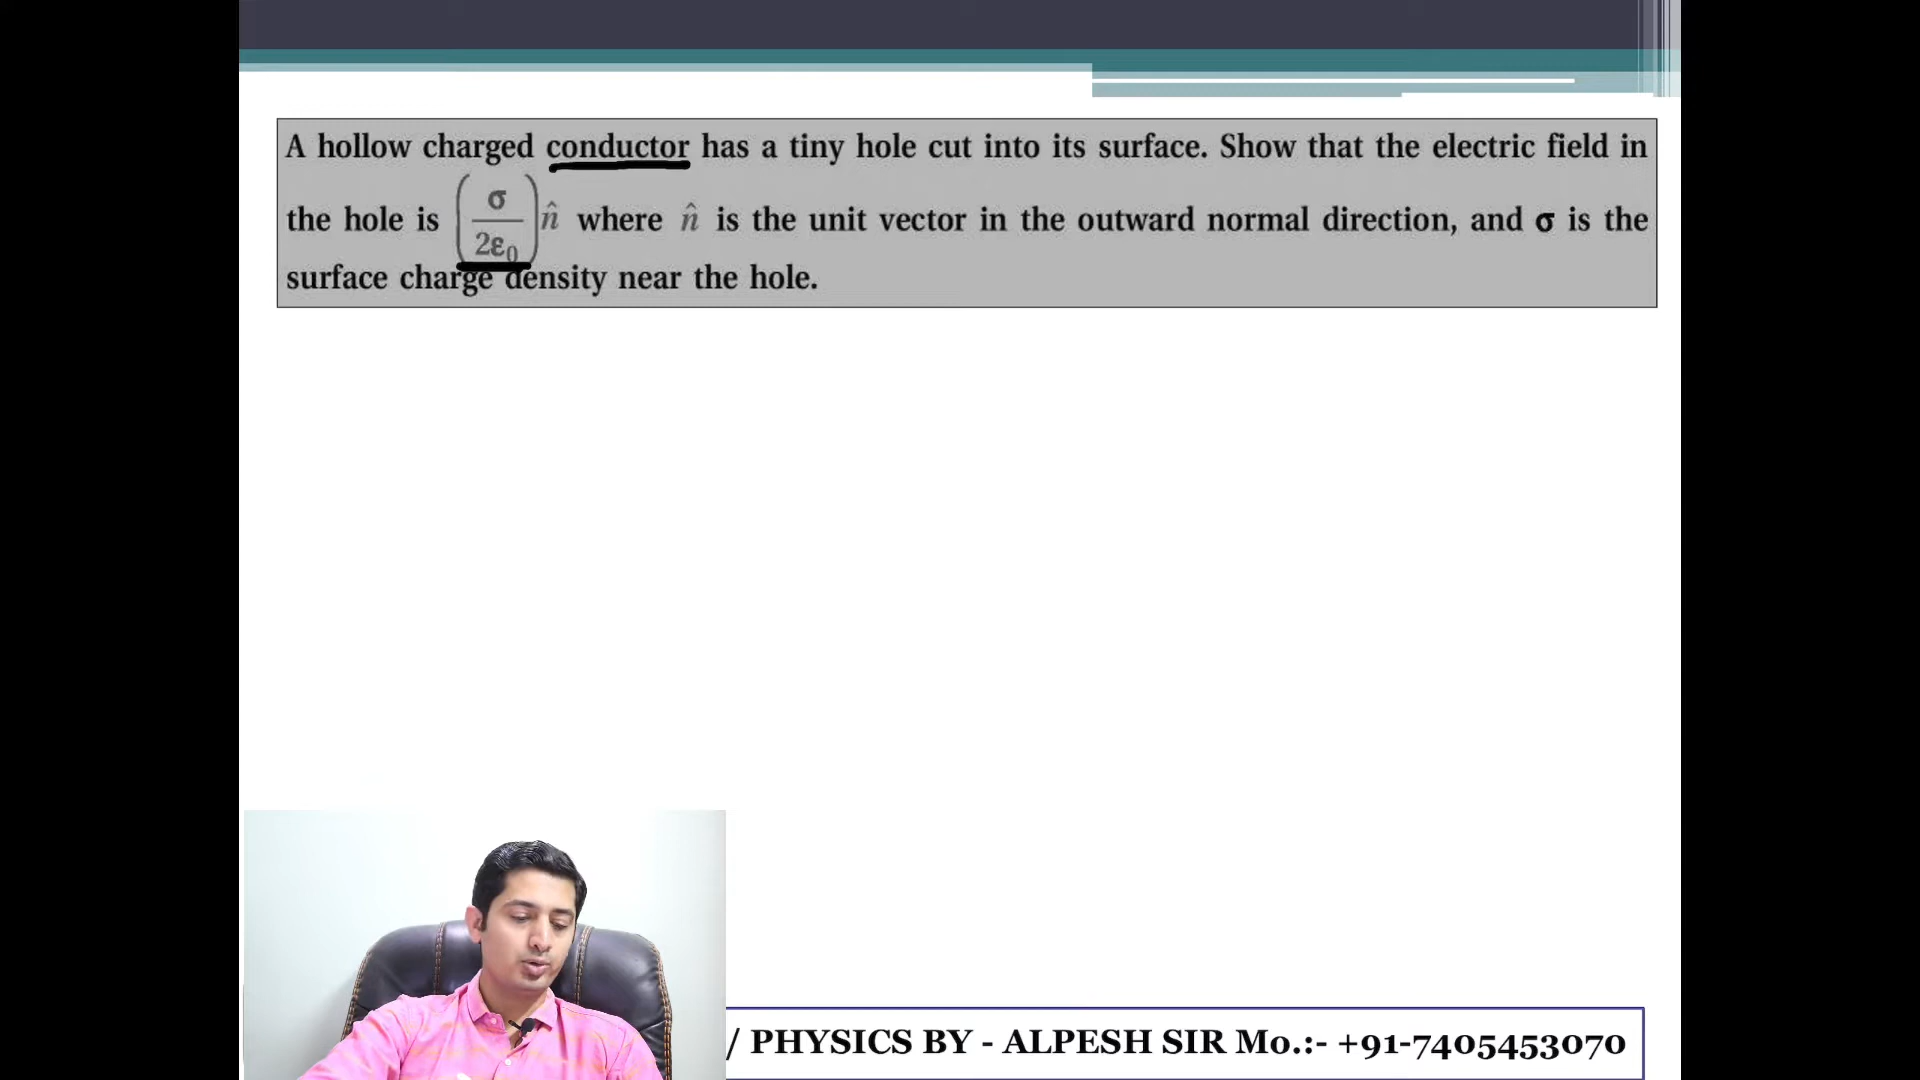 A hollow charged conductor has a tiny hole cut into its surface. Show that the electric field in
the hole is (σ/2ε₀) n̂ where n̂ is the unit vector in the outward normal direction, and σ is the
surface charge density near the hole.
/ PHYSICS BY - ALPESH SIR Mo.:- +91-7405453070